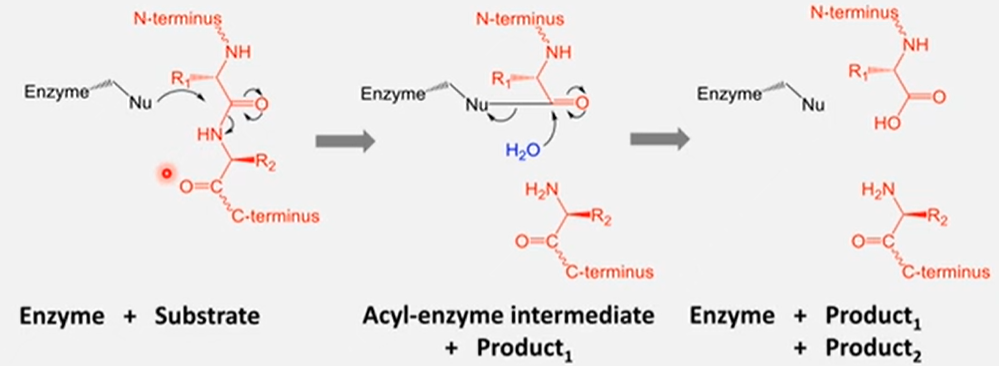 N-terminus
NH
R1
Enzyme
Nu
O
HN
R2
O
C-terminus
N-terminus
NH
R1
Enzyme
Nu
O
H2O
H2N
R2
O
C-terminus
N-terminus
NH
R1
Enzyme
Nu
O
HO
H2N
R2
O
C-terminus
Enzyme + Substrate
Acyl-enzyme intermediate
+ Product1
Enzyme + Product1
+ Product2